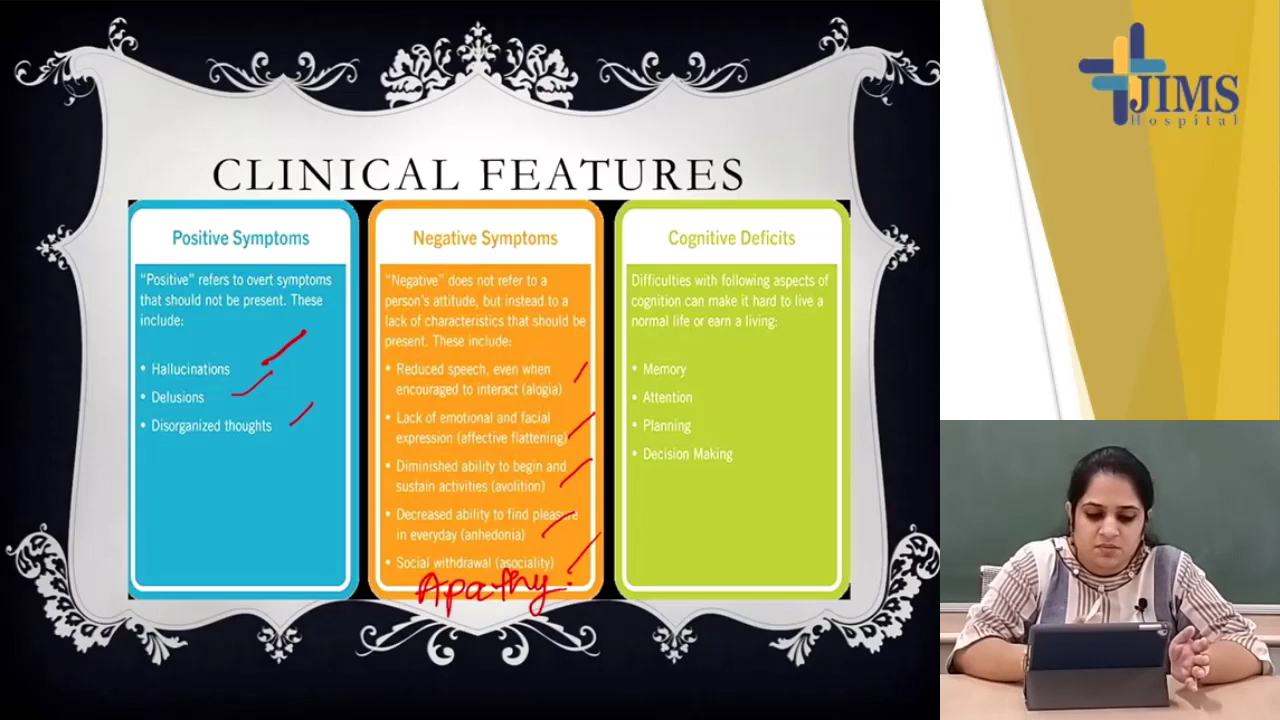 CLINICAL FEATURES
Positive Symptoms
"Positive" refers to overt symptoms
that should not be present. These
include:
• Hallucinations
• Delusions
• Disorganized thoughts
Negative Symptoms
"Negative" does not refer to a
person's attitude, but instead to a
lack of characteristics that should be
present. These include:
• Reduced speech, even when
encouraged to interact (alogia)
• Lack of emotional and facial
expression (affective flattening)
• Diminished ability to begin and
sustain activities (avolition)
• Decreased ability to find pleasure
in everyday (anhedonia)
• Social withdrawal (asociality)
Apathy:
Cognitive Deficits
Difficulties with following aspects of
cognition can make it hard to live a
normal life or earn a living:
• Memory
• Attention
• Planning
• Decision Making
JIMS
Hospital